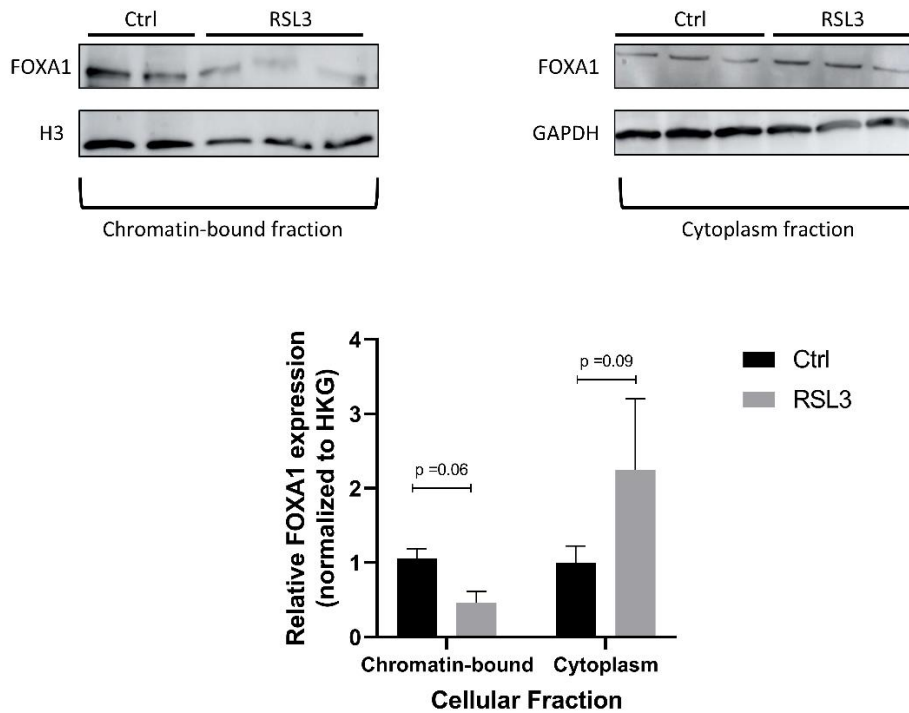 Ctrl
RSL3
FOXA1
H3
Chromatin-bound fraction
Ctrl
RSL3
FOXA1
GAPDH
Cytoplasm fraction
Relative FOXA1 expression
(normalized to HKG)
4
3
2
1
0
p =0.06
p =0.09
Ctrl
RSL3
Chromatin-bound
Cytoplasm
Cellular Fraction